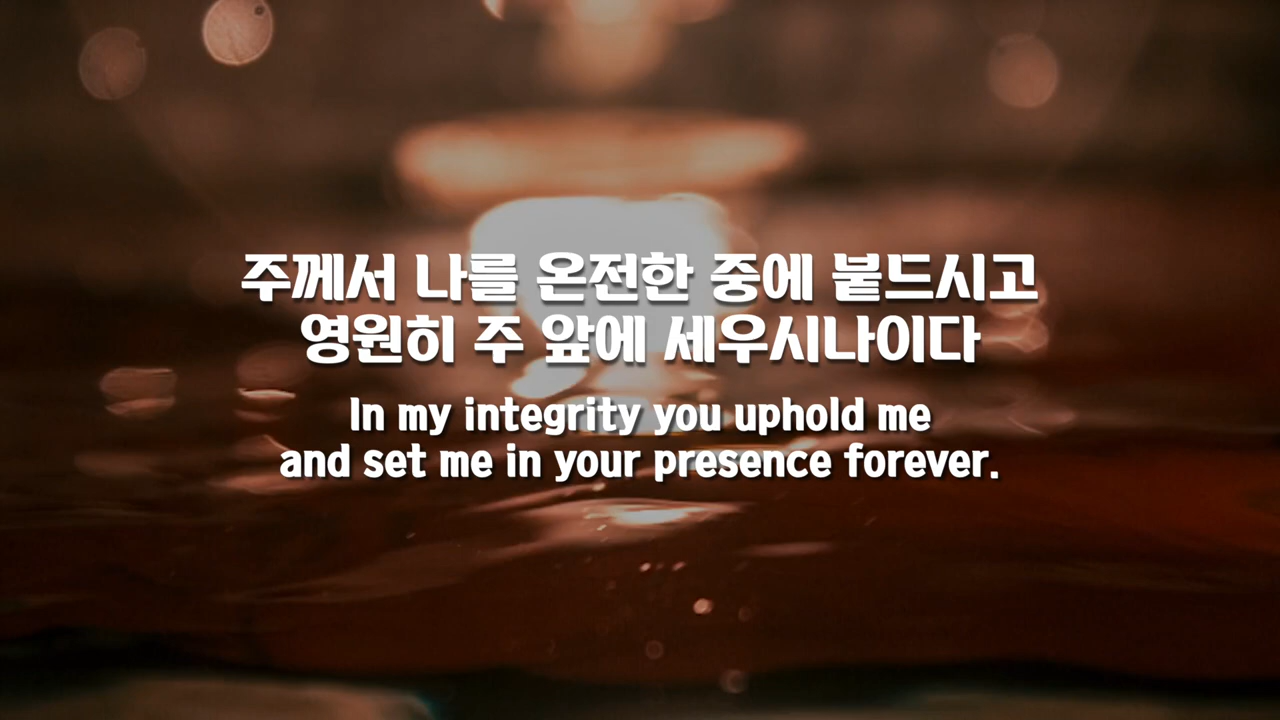 주께서 나를 온전한 중에 붙드시고
영원히 주 앞에 세우시나이다
In my integrity you uphold me
and set me in your presence forever.